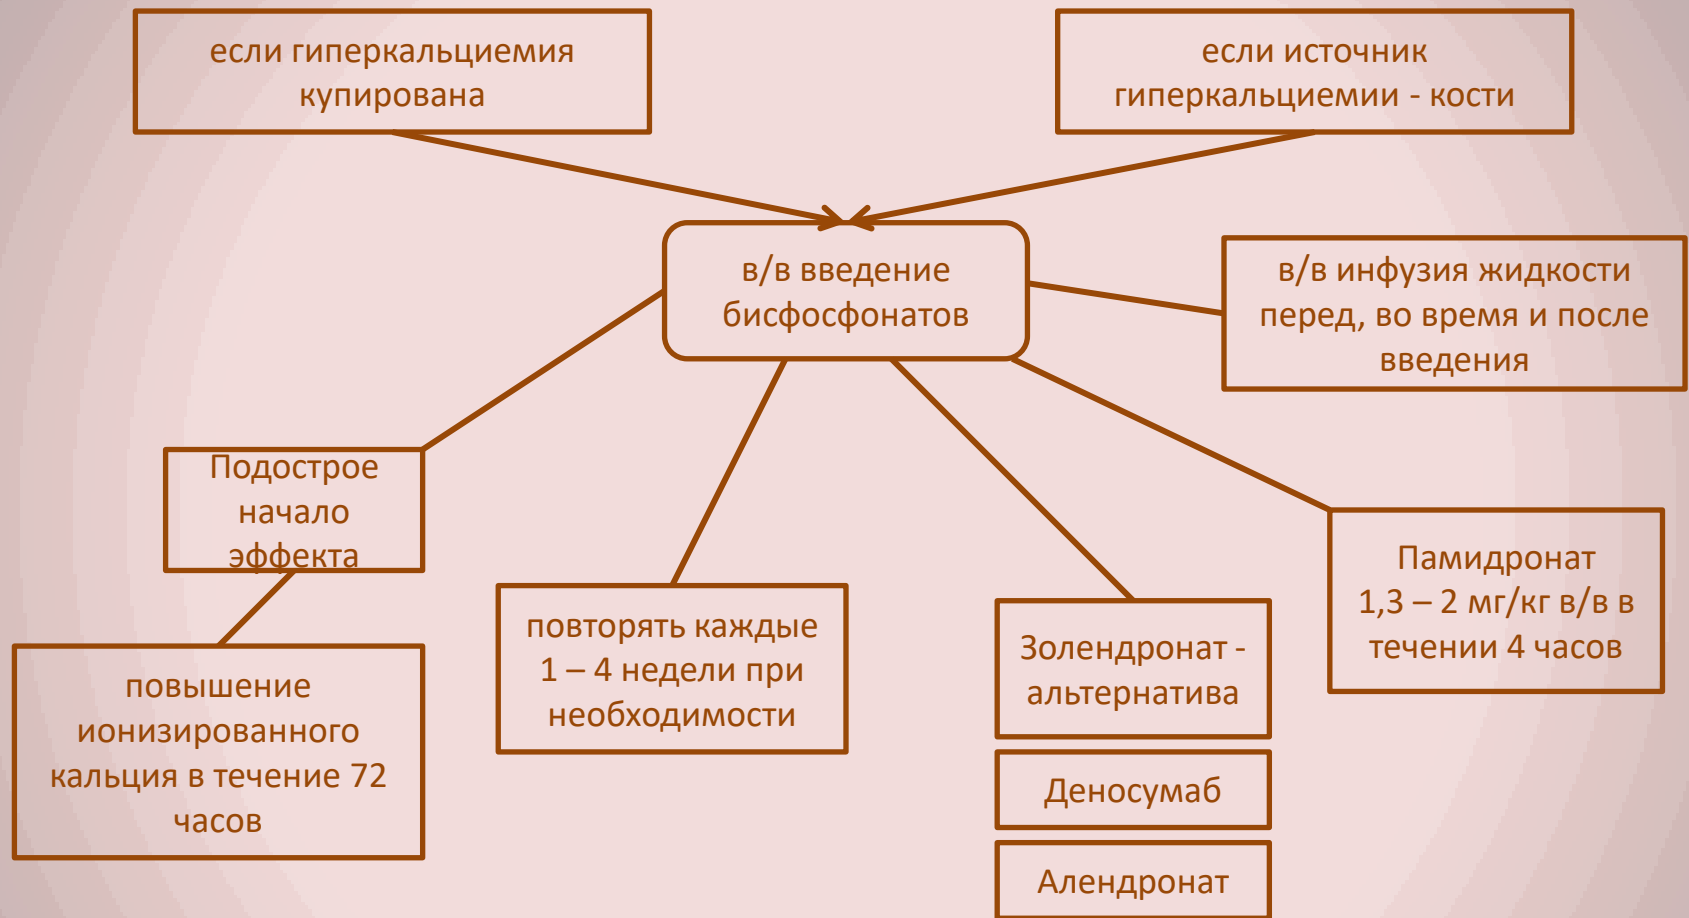 если гиперкальциемия
купирована
если источник
гиперкальциемии - кости
в/в введение
бисфосфонатов
в/в инфузия жидкости
перед, во время и после
введения
Подострое
начало
эффекта
повышение
ионизированного
кальция в течение 72
часов
повторять каждые
1 – 4 недели при
необходимости
Золендронат -
альтернатива
Деносумаб
Алендронат
Памидронат
1,3 – 2 мг/кг в/в в
течении 4 часов